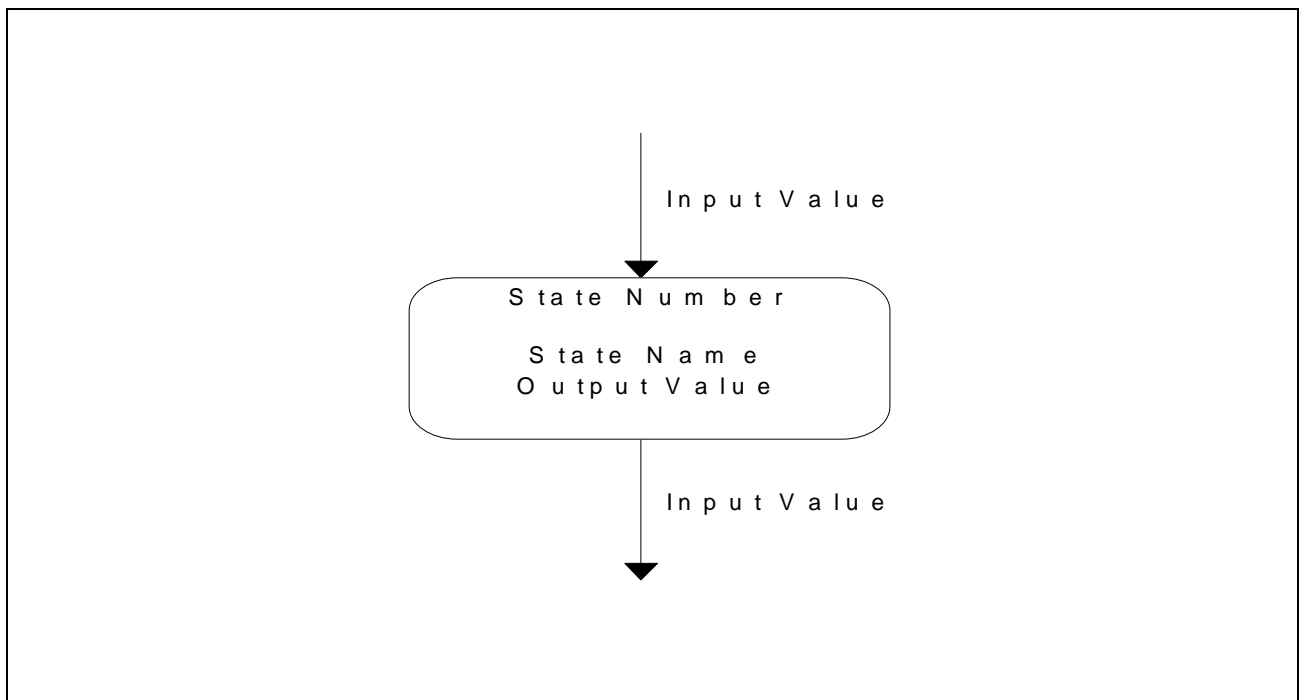 Input Value
State Number
State Name
Output Value
Input Value